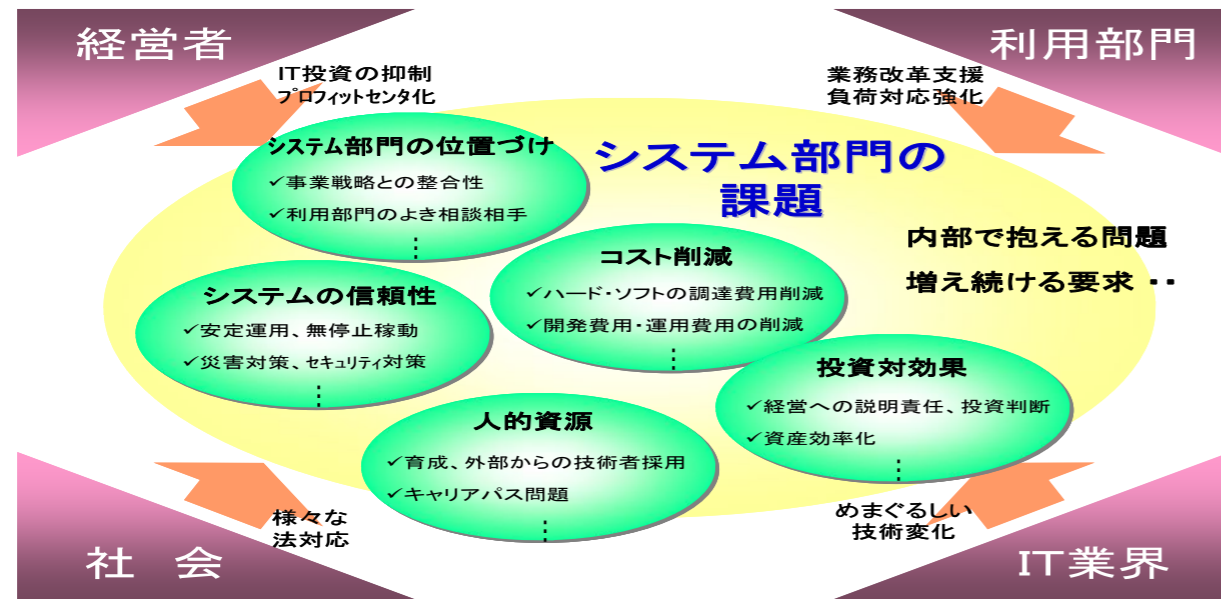 経営者
利用部門
IT投資の抑制
プロフィットセンタ化
業務改革支援
負荷対応強化
システム部門の
課題
システム部門の位置づけ
✓事業戦略との整合性
✓利用部門のよき相談相手
⋮
内部で抱える問題
増え続ける要求 ・・
コスト削減
✓ハード・ソフトの調達費用削減
✓開発費用・運用費用の削減
⋮
システムの信頼性
✓安定運用、無停止稼動
✓災害対策、セキュリティ対策
⋮
投資対効果
✓経営への説明責任、投資判断
✓資産効率化
⋮
人的資源
✓育成、外部からの技術者採用
✓キャリアパス問題
⋮
様々な
法対応
めまぐるしい
技術変化
社 会
IT業界